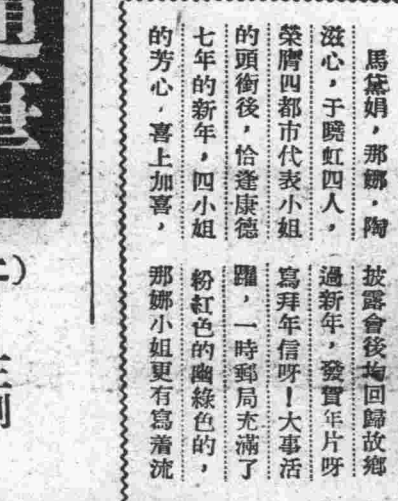 馬黛娟，那娜，陶
滋心，于曉虹四人，
榮膺四都市代表小姐
的頭銜後，恰逢康德
七年的新年，四小姐
的芳心，喜上加喜，
披露會後均回歸故鄉
過新年，發賀年片呀
寫拜年信呀！大事活
躍，一時郵局充滿了
粉紅色的幽綠色的，
那娜小姐更有寫着流